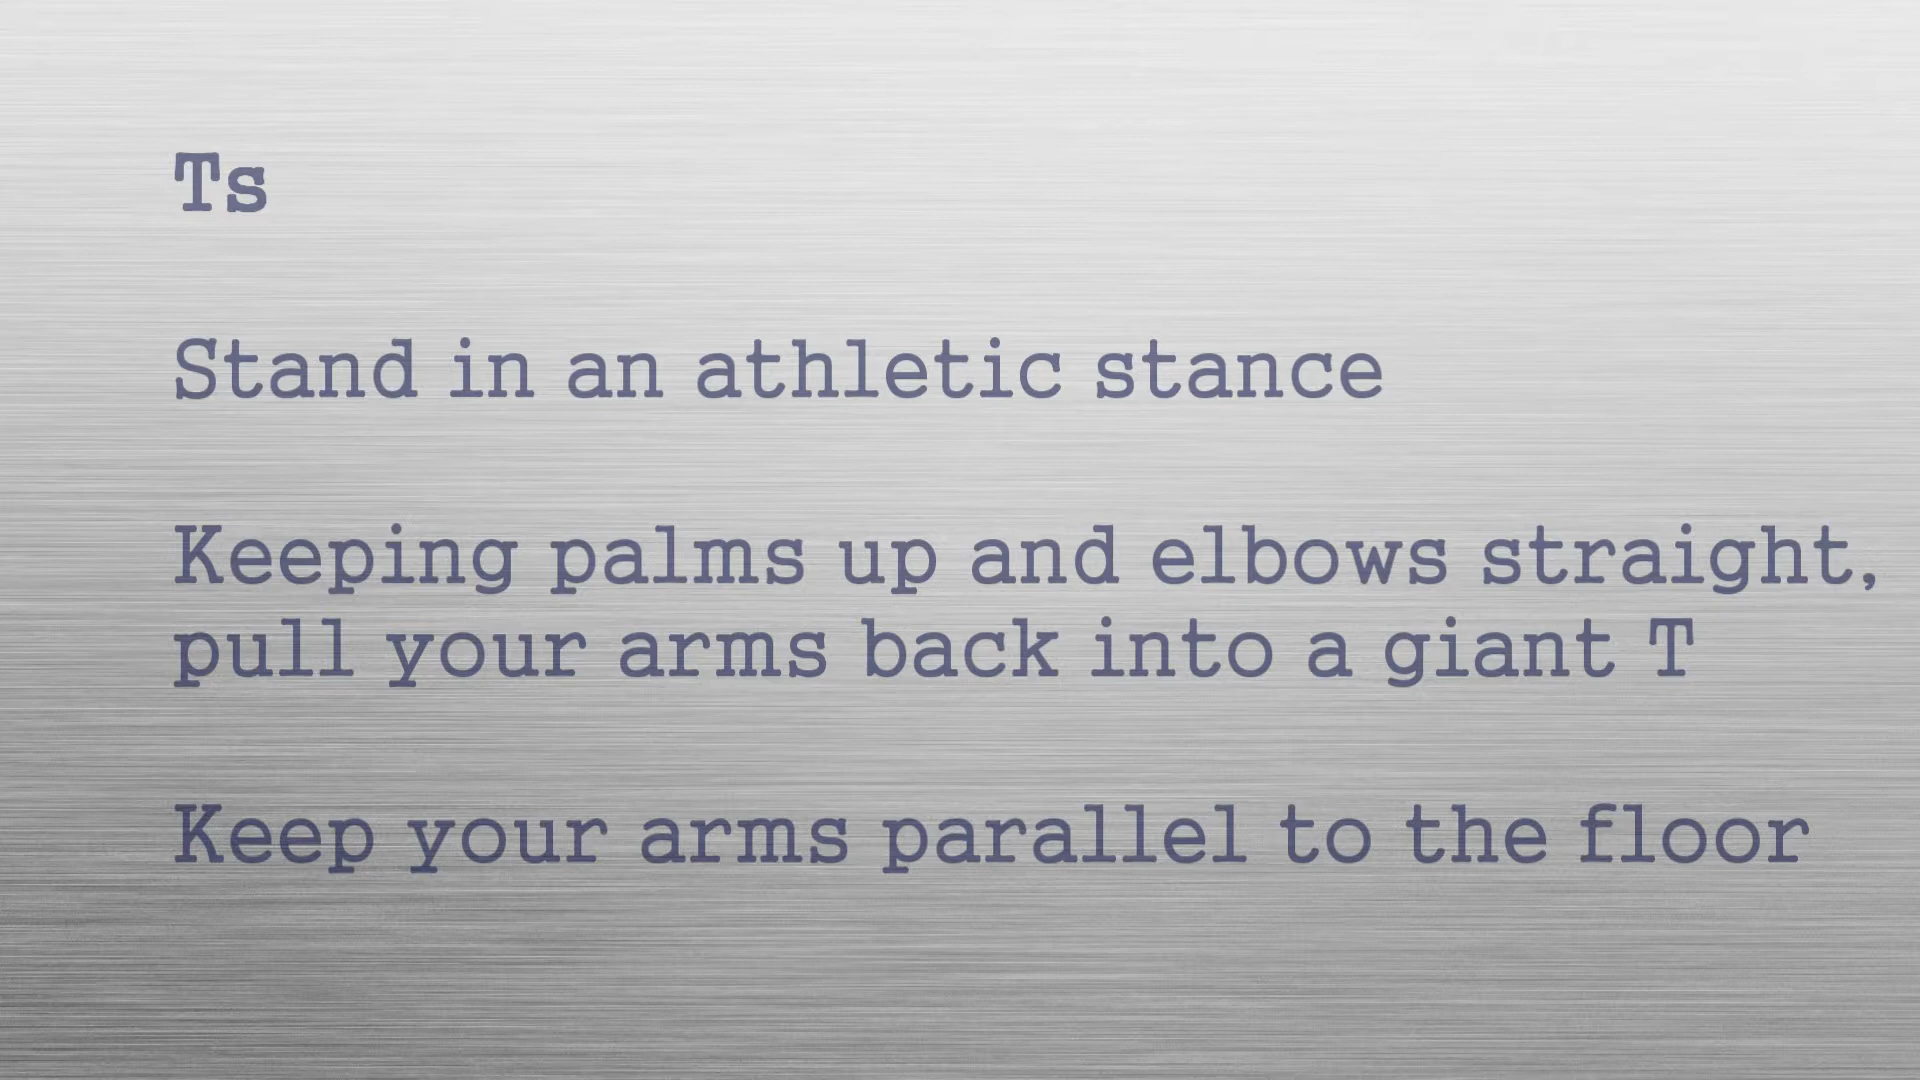 Ts
Stand in an athletic stance
Keeping palms up and elbows straight,
pull your arms back into a giant T
Keep your arms parallel to the floor